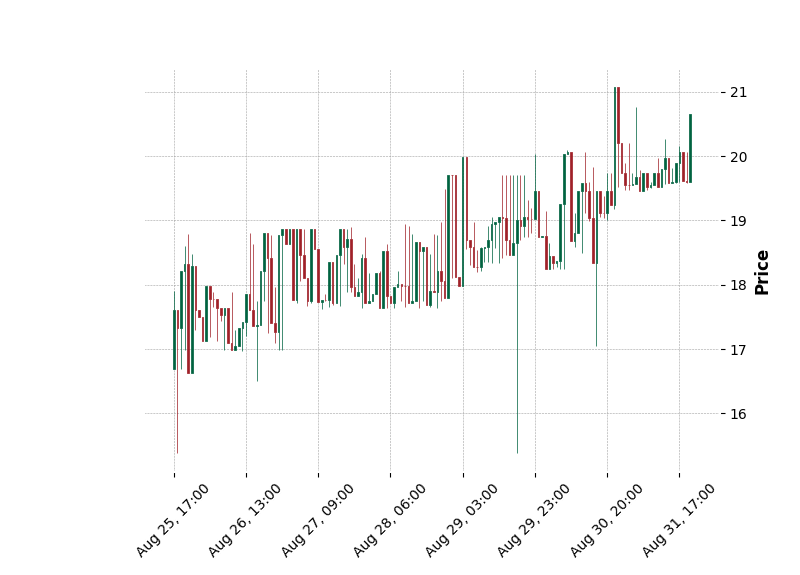 21
20
19
18
17
16
Price
Aug 25, 17:00
Aug 26, 13:00
Aug 27, 09:00
Aug 28, 06:00
Aug 29, 03:00
Aug 29, 23:00
Aug 30, 20:00
Aug 31, 17:00